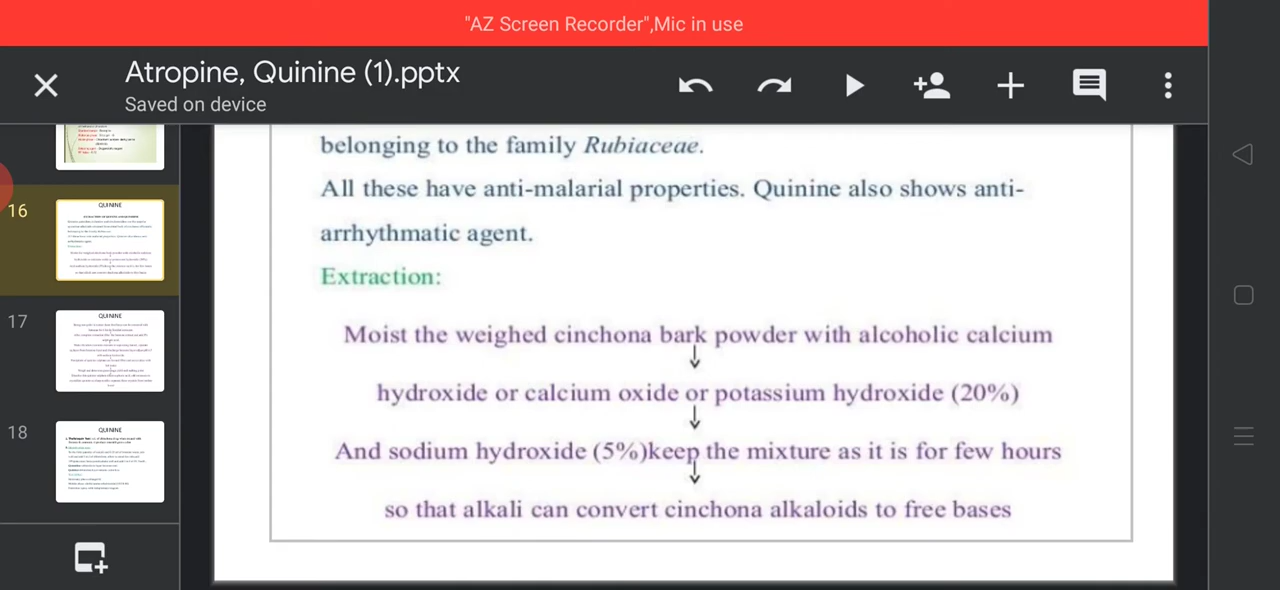 "AZ Screen Recorder",Mic in use
Atropine, Quinine (1).pptx
Saved on device
belonging to the family Rubiaceae.
All these have anti-malarial properties. Quinine also shows anti-
arrhythmatic agent.
Extraction:
Moist the weighed cinchona bark powder with alcoholic calcium
hydroxide or calcium oxide or potassium hydroxide (20%)
And sodium hydroxide (5%)keep the mixture as it is for few hours
so that alkali can convert cinchona alkaloids to free bases
16
QUININE
17
QUININE
18
QUININE